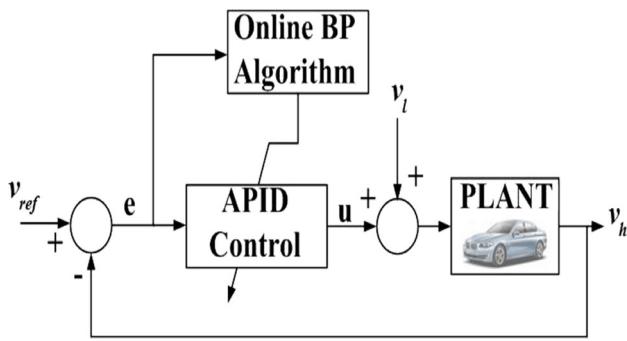 Online BP
Algorithm
v_l
v_ref
+
-
e
APID
Control
u
+
+
PLANT
v_h